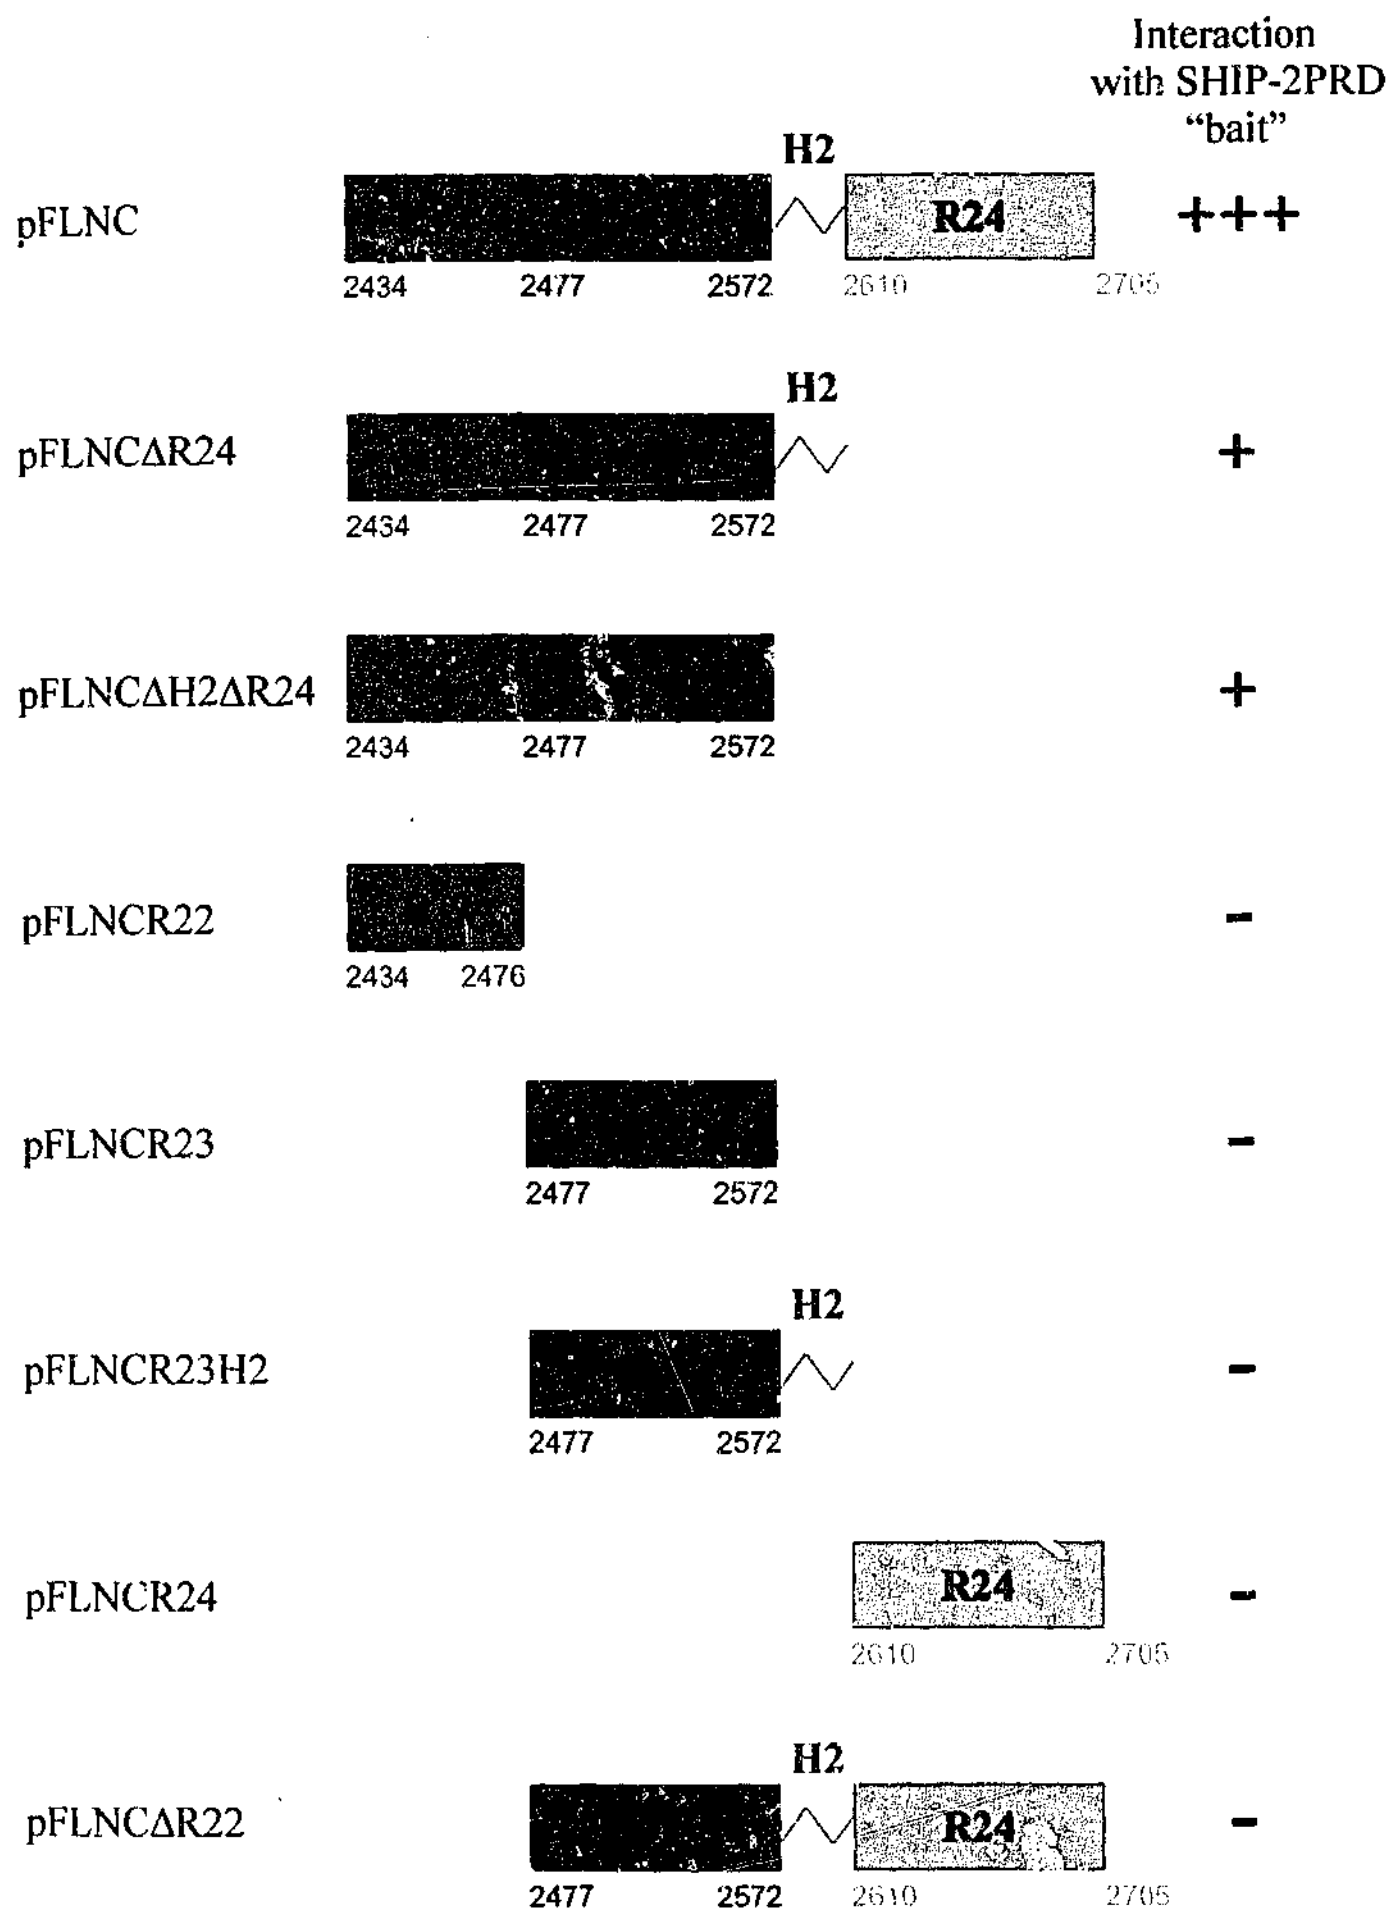 Interaction
with SHIP-2PRD
“bait”
H2
pFLNC R24 +++
2434 2477 2572 2610 2705
H2
pFLNCΔR24 +
2434 2477 2572
pFLNCΔH2ΔR24 +
2434 2477 2572
pFLNCR22 -
2434 2476
pFLNCR23 -
2477 2572
H2
pFLNCR23H2 -
2477 2572
pFLNCR24 R24 -
2610 2705
H2
pFLNCΔR22 R24 -
2477 2572 2610 2705